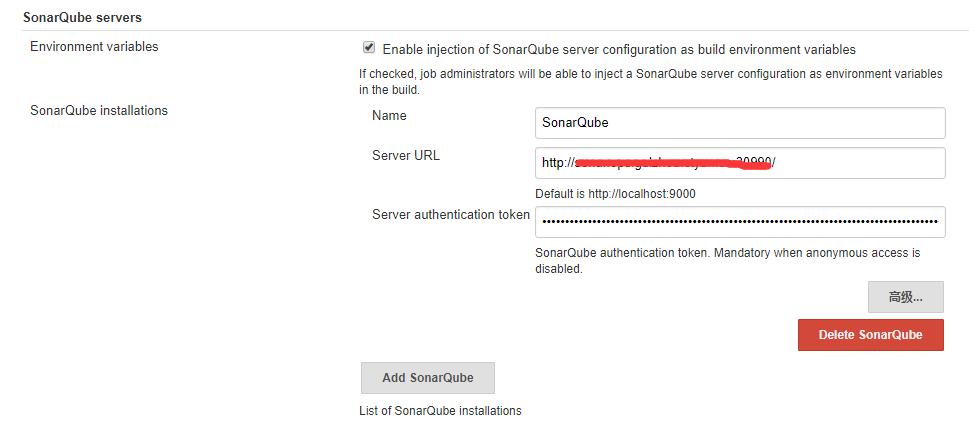 SonarQube servers
Environment variables
Enable injection of SonarQube server configuration as build environment variables
If checked, job administrators will be able to inject a SonarQube server configuration as environment variables
in the build.
SonarQube installations
Name
SonarQube
Server URL
http://
Default is http://localhost:9000
Server authentication token
SonarQube authentication token. Mandatory when anonymous access is
disabled.
高级...
Delete SonarQube
Add SonarQube
List of SonarQube installations